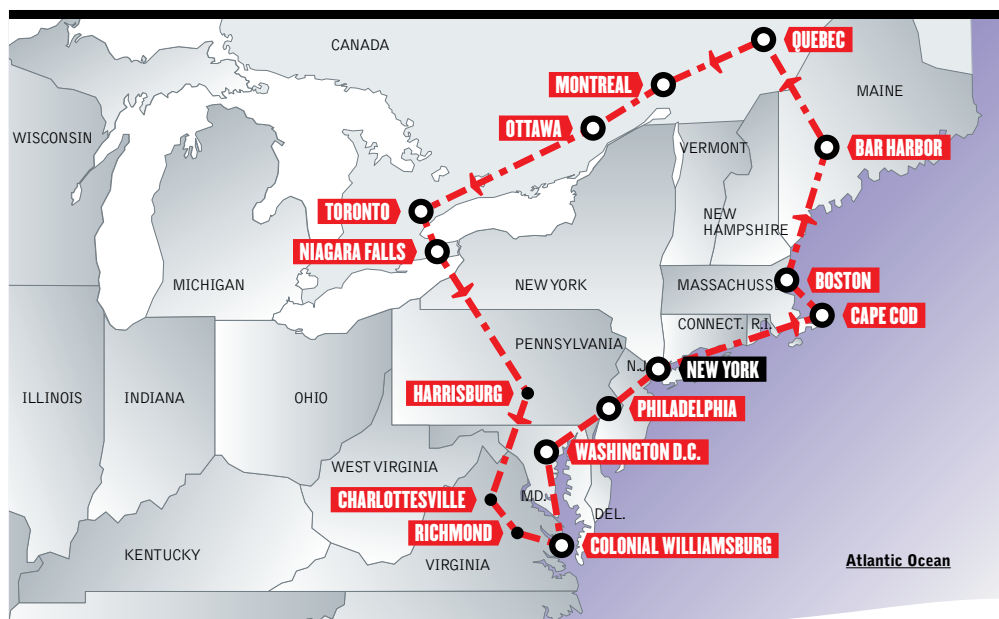 CANADA
QUEBEC
MONTREAL
MAINE
OTTAWA
WISCONSIN
VERMONT
BAR HARBOR
TORONTO
NEW
HAMPSHIRE
NIAGARA FALLS
MICHIGAN
NEW YORK
MASSACHUSSE
BOSTON
CAPE COD
CONNECT.
R.I.
PENNSYLVANIA
N.J.
NEW YORK
HARRISBURG
ILLINOIS
INDIANA
OHIO
PHILADELPHIA
WASHINGTON D.C.
WEST VIRGINIA
CHARLOTTESVILLE
MD.
DEL.
RICHMOND
COLONIAL WILLIAMSBURG
KENTUCKY
VIRGINIA
Atlantic Ocean